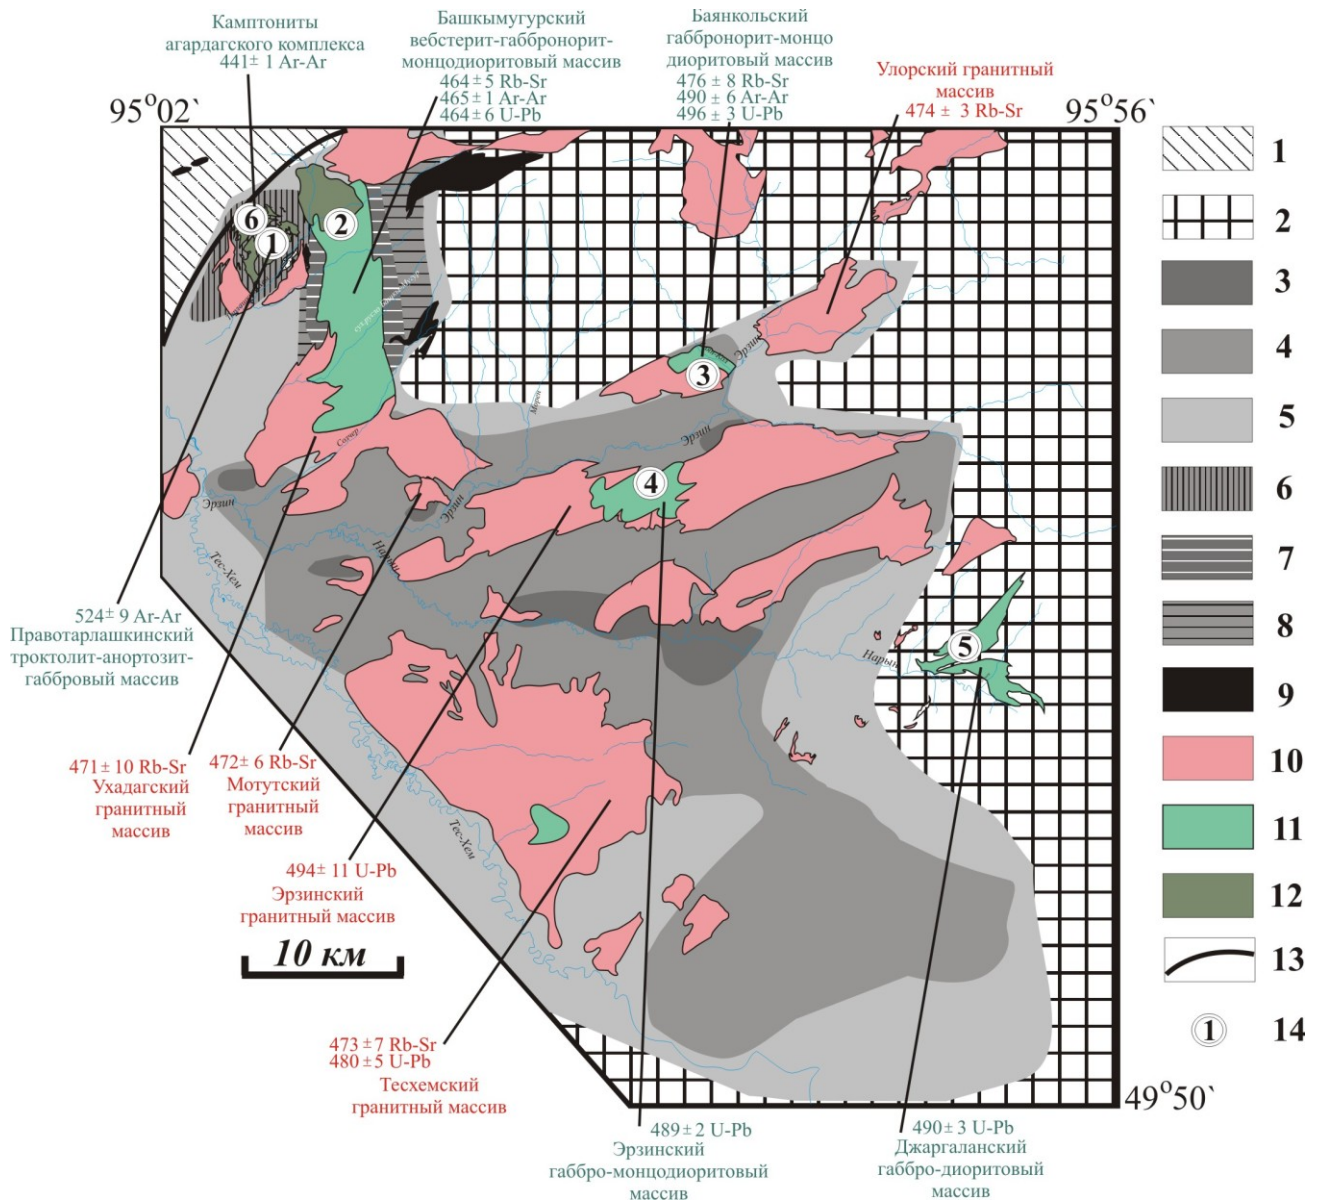 Камптониты
агардагского комплекса
441± 1 Ar-Ar
Башкымугурский
вебстерит-габбронорит-
монцодиоритовый массив
464 ± 5 Rb-Sr
465 ± 1 Ar-Ar
464 ± 6 U-Pb
Баянкольский
габбронорит-монцо
диоритовый массив
476 ± 8 Rb-Sr
490 ± 6 Ar-Ar
496 ± 3 U-Pb
Улорский гранитный
массив
474 ± 3 Rb-Sr
95°02`
95°56`
1
2
3
4
5
6
7
8
9
10
11
12
13
1 14
6
1
2
3
4
5
Эрзин
Морен
Эрзин
Сончер
Эрзин
Эрзин
Нарын
Тес-Хем
Нарын
Тес-Хем
524± 9 Ar-Ar
Правотарлашкинский
троктолит-анортозит-
габбровый массив
471± 10 Rb-Sr
Ухадагский
гранитный
массив
472± 6 Rb-Sr
Мотутский
гранитный
массив
494± 11 U-Pb
Эрзинский
гранитный массив
10 км
473 ± 7 Rb-Sr
480 ± 5 U-Pb
Тесхемский
гранитный массив
489 ± 2 U-Pb
Эрзинский
габбро-монцодиоритовый
массив
490 ± 3 U-Pb
Джаргаланский
габбро-диоритовый
массив
49°50`